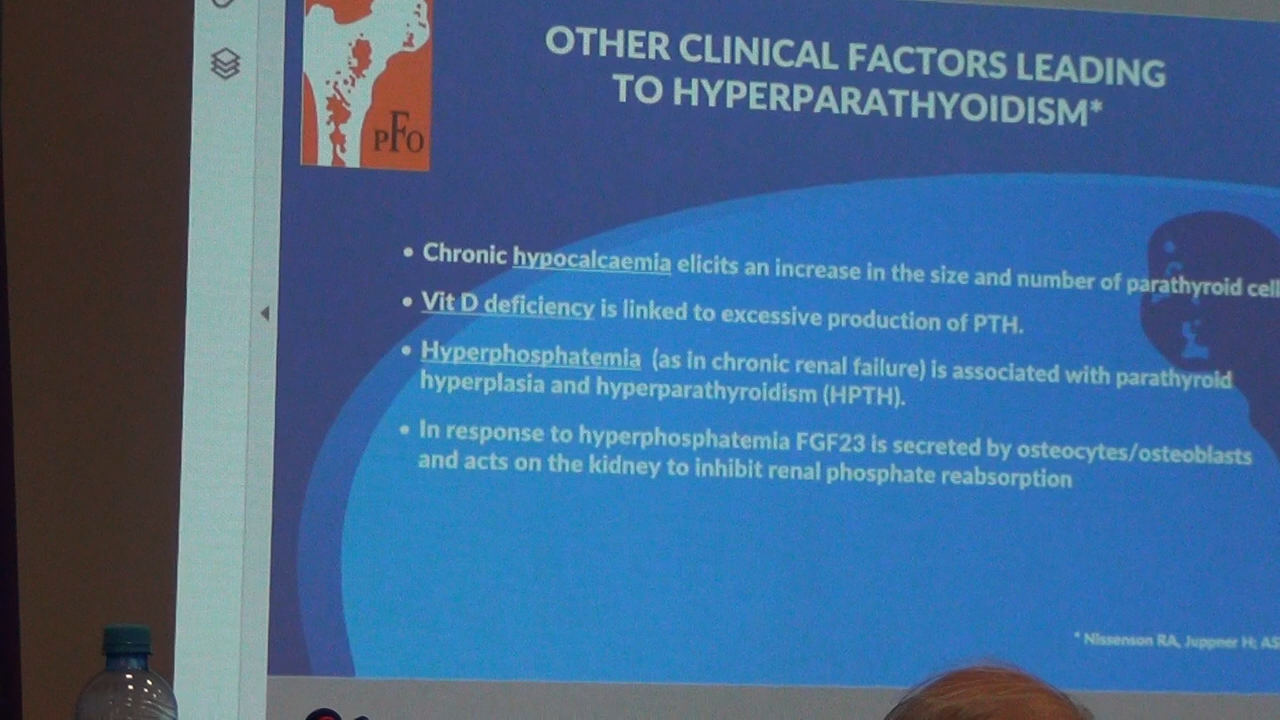 PFO
OTHER CLINICAL FACTORS LEADING
TO HYPERPARATHYOIDISM*
• Chronic hypocalcaemia elicits an increase in the size and number of parathyroid cell
• Vit D deficiency is linked to excessive production of PTH.
• Hyperphosphatemia (as in chronic renal failure) is associated with parathyroid
hyperplasia and hyperparathyroidism (HPTH).
• In response to hyperphosphatemia FGF23 is secreted by osteocytes/osteoblasts
and acts on the kidney to inhibit renal phosphate reabsorption
* Nissenson RA, Juppner H; AS